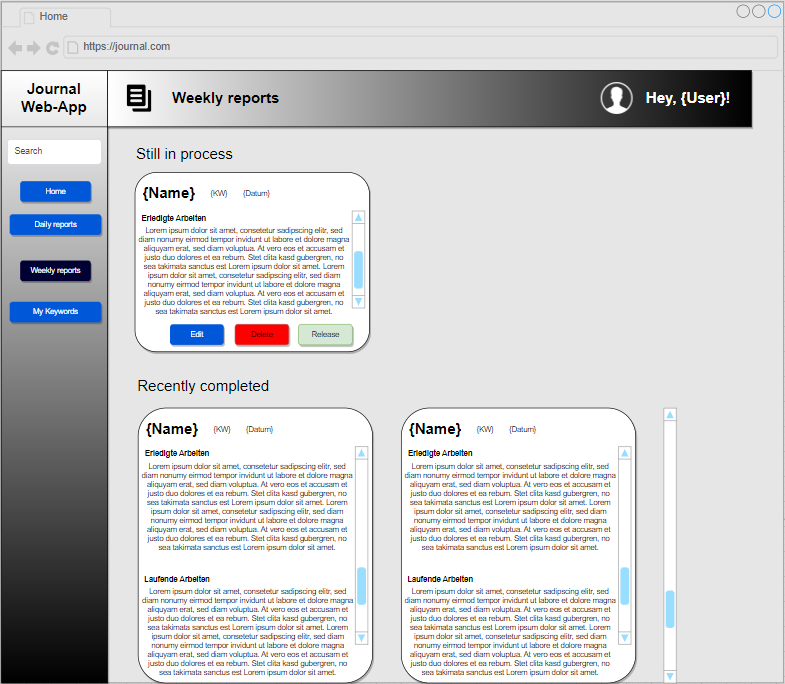 Home
https://journal.com
Journal
Web-App
Weekly reports
Hey, {User}!
Search
Home
Daily reports
Weekly reports
My Keywords
Still in process
{Name} {KW} {Datum}
Erledigte Arbeiten
Lorem ipsum dolor sit amet, consetetur sadipscing elitr, sed
diam nonumy eirmod tempor invidunt ut labore et dolore magna
aliquyam erat, sed diam voluptua. At vero eos et accusam et
justo duo dolores et ea rebum. Stet clita kasd gubergren, no
sea takimata sanctus est Lorem ipsum dolor sit amet. Lorem
ipsum dolor sit amet, consetetur sadipscing elitr, sed diam
nonumy eirmod tempor invidunt ut labore et dolore magna
aliquyam erat, sed diam voluptua. At vero eos et accusam et
justo duo dolores et ea rebum. Stet clita kasd gubergren, no
sea takimata sanctus est Lorem ipsum dolor sit amet.
Edit Delete Release
Recently completed
{Name} {KW} {Datum}
Erledigte Arbeiten
Lorem ipsum dolor sit amet, consetetur sadipscing elitr, sed
diam nonumy eirmod tempor invidunt ut labore et dolore magna
aliquyam erat, sed diam voluptua. At vero eos et accusam et
justo duo dolores et ea rebum. Stet clita kasd gubergren, no
sea takimata sanctus est Lorem ipsum dolor sit amet. Lorem
ipsum dolor sit amet, consetetur sadipscing elitr, sed diam
nonumy eirmod tempor invidunt ut labore et dolore magna
aliquyam erat, sed diam voluptua. At vero eos et accusam et
justo duo dolores et ea rebum. Stet clita kasd gubergren, no
sea takimata sanctus est Lorem ipsum dolor sit amet.
Laufende Arbeiten
Lorem ipsum dolor sit amet, consetetur sadipscing elitr, sed
diam nonumy eirmod tempor invidunt ut labore et dolore magna
aliquyam erat, sed diam voluptua. At vero eos et accusam et
justo duo dolores et ea rebum. Stet clita kasd gubergren, no
sea takimata sanctus est Lorem ipsum dolor sit amet. Lorem
ipsum dolor sit amet, consetetur sadipscing elitr, sed diam
nonumy eirmod tempor invidunt ut labore et dolore magna
aliquyam erat, sed diam voluptua. At vero eos et accusam et
justo duo dolores et ea rebum. Stet clita kasd gubergren, no
sea takimata sanctus est Lorem ipsum dolor sit amet.
{Name} {KW} {Datum}
Erledigte Arbeiten
Lorem ipsum dolor sit amet, consetetur sadipscing elitr, sed
diam nonumy eirmod tempor invidunt ut labore et dolore magna
aliquyam erat, sed diam voluptua. At vero eos et accusam et
justo duo dolores et ea rebum. Stet clita kasd gubergren, no
sea takimata sanctus est Lorem ipsum dolor sit amet. Lorem
ipsum dolor sit amet, consetetur sadipscing elitr, sed diam
nonumy eirmod tempor invidunt ut labore et dolore magna
aliquyam erat, sed diam voluptua. At vero eos et accusam et
justo duo dolores et ea rebum. Stet clita kasd gubergren, no
sea takimata sanctus est Lorem ipsum dolor sit amet.
Laufende Arbeiten
Lorem ipsum dolor sit amet, consetetur sadipscing elitr, sed
diam nonumy eirmod tempor invidunt ut labore et dolore magna
aliquyam erat, sed diam voluptua. At vero eos et accusam et
justo duo dolores et ea rebum. Stet clita kasd gubergren, no
sea takimata sanctus est Lorem ipsum dolor sit amet. Lorem
ipsum dolor sit amet, consetetur sadipscing elitr, sed diam
nonumy eirmod tempor invidunt ut labore et dolore magna
aliquyam erat, sed diam voluptua. At vero eos et accusam et
justo duo dolores et ea rebum. Stet clita kasd gubergren, no
sea takimata sanctus est Lorem ipsum dolor sit amet.